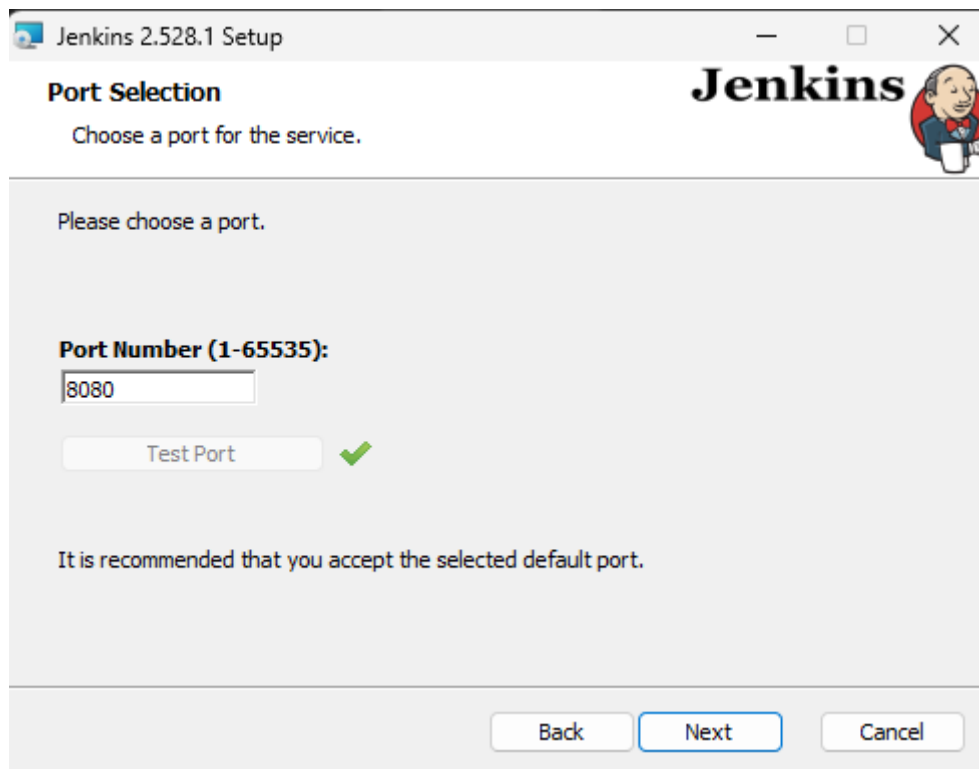 Jenkins 2.528.1 Setup
Port Selection
Jenkins
Choose a port for the service.
Please choose a port.
Port Number (1-65535):
8080
Test Port
It is recommended that you accept the selected default port.
Back
Next
Cancel